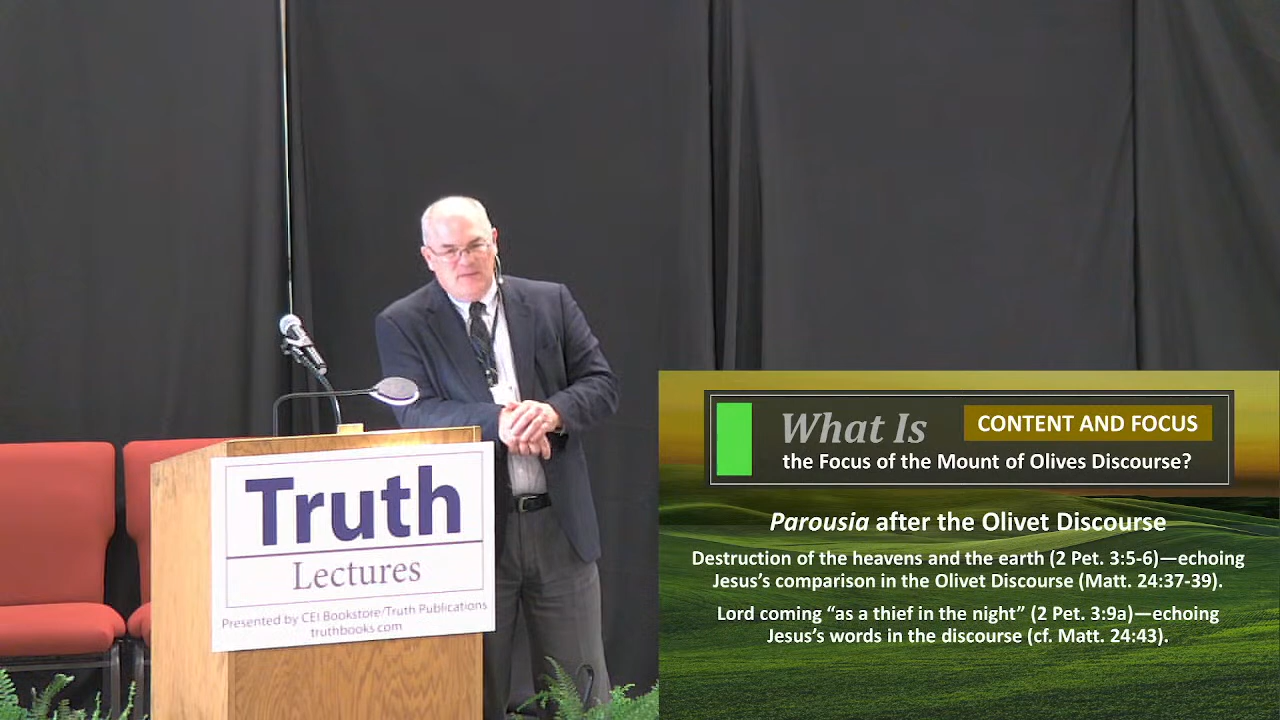 Truth
Lectures
Presented by CEI Bookstore/Truth Publications
truthbooks.com
What Is
CONTENT AND FOCUS
the Focus of the Mount of Olives Discourse?
Parousia after the Olivet Discourse
Destruction of the heavens and the earth (2 Pet. 3:5-6)—echoing
Jesus’s comparison in the Olivet Discourse (Matt. 24:37-39).
Lord coming “as a thief in the night” (2 Pet. 3:9a)—echoing
Jesus’s words in the discourse (cf. Matt. 24:43).